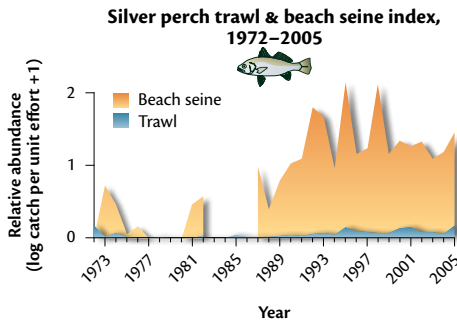 Silver perch trawl & beach seine index,
1972–2005
Relative abundance
(log catch per unit effort +1)
2
1
0
Beach seine
Trawl
1973
1977
1981
1985
1989
1993
1997
2001
2005
Year